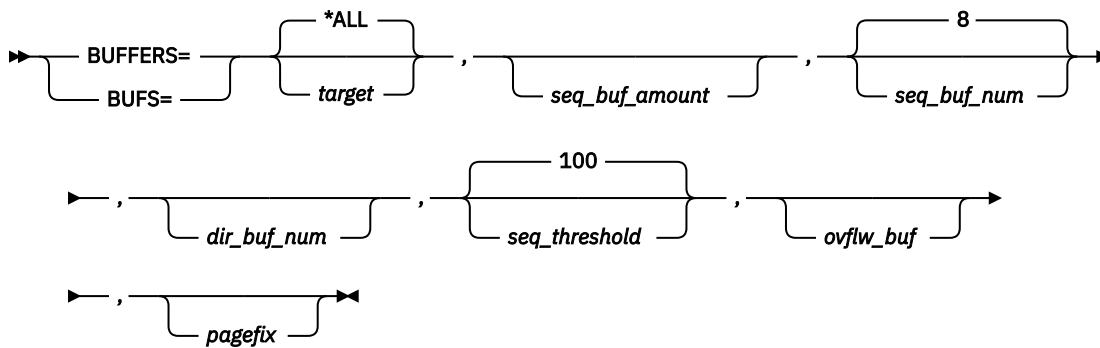 *ALL 8
BUFFERS= , , 
BUFS= target seq_buf_amount seq_buf_num
100
, , , 
dir_buf_num seq_threshold ovflw_buf
,
pagefix